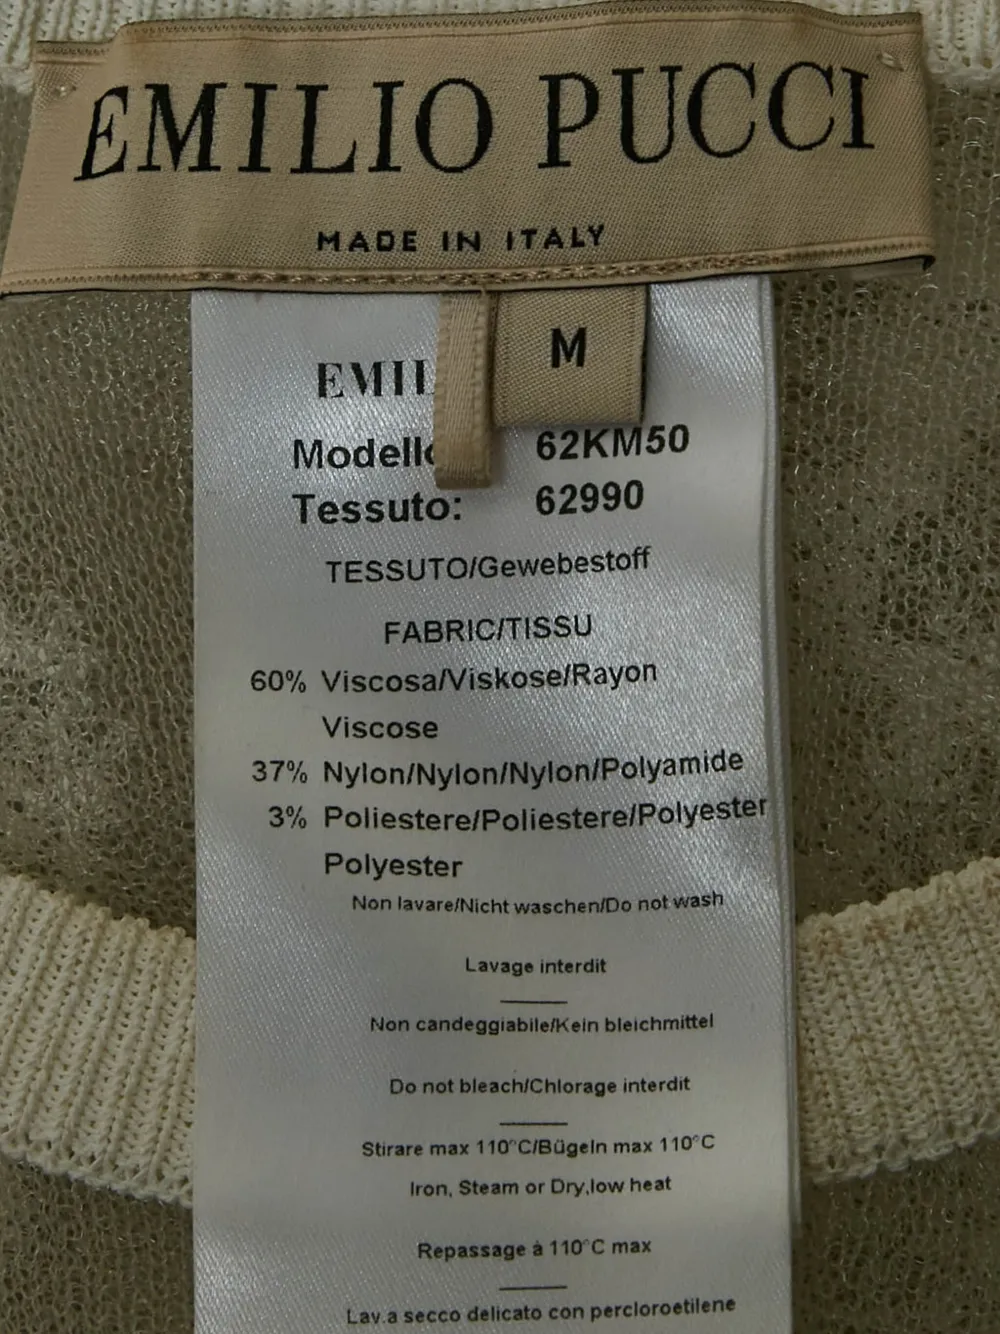 EMILIO PUCCI
MADE IN ITALY
M
EMIL
Modello 62KM50
Tessuto: 62990
TESSUTO/Gewebestoff
FABRIC/TISSU
60% Viscosa/Viskose/Rayon
Viscose
37% Nylon/Nylon/Nylon/Polyamide
3% Poliestere/Poliestere/Polyester
Polyester
Non lavare/Nicht waschen/Do not wash
Lavage interdit
Non candeggiabile/Kein bleichmittel
Do not bleach/Chlorage interdit
Stirare max 110°C/Bügeln max 110°C
Iron, Steam or Dry,low heat
Repassage à 110°C max
Lav.a secco delicato con percloroetilene